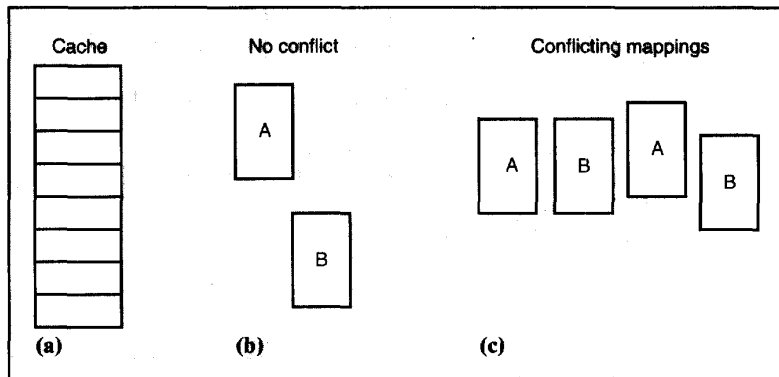 Cache
No conflict
Conflicting mappings
A
B
A
B
A
B
(a)
(b)
(c)